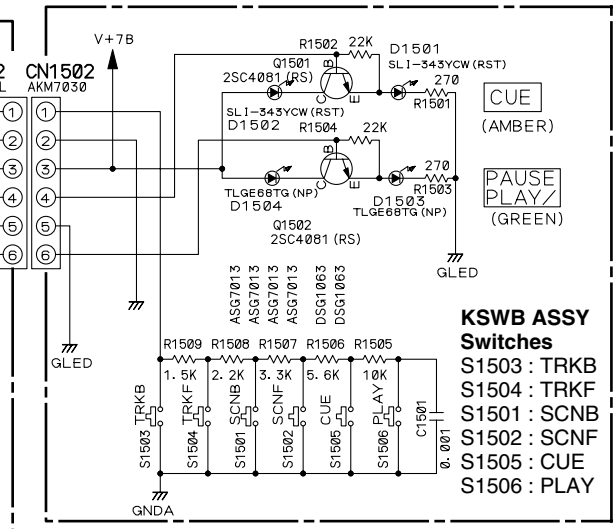 V+7B
R1502 22K
D1501
SLI-343YCW (RST)
2 CN1502
L AKM7030
Q1501
2SC4081 (RS)
B
C E
270
R1501
CUE
(AMBER)
SLI-343YCW (RST)
D1502
R1504 22K
B
C E
270
R1503
PAUSE
PLAY/
(GREEN)
TLGE68TG (NP)
D1504
D1503
TLGE68TG (NP)
Q1502
2SC4081 (RS)
1 1
2 2
3 3
4 4
5 5
6 6
GLED
GLED
ASG7013
ASG7013
ASG7013
ASG7013
DSG1063
DSG1063
R1509 R1508 R1507 R1506 R1505
1.5K 2.2K 3.3K 5.6K 10K
S1503 TRKB
S1504 TRKF
S1501 SCNB
S1502 SCNF
S1505 CUE
S1506 PLAY
C1501
0.001
GNDA
KSWB ASSY
Switches
S1503 : TRKB
S1504 : TRKF
S1501 : SCNB
S1502 : SCNF
S1505 : CUE
S1506 : PLAY